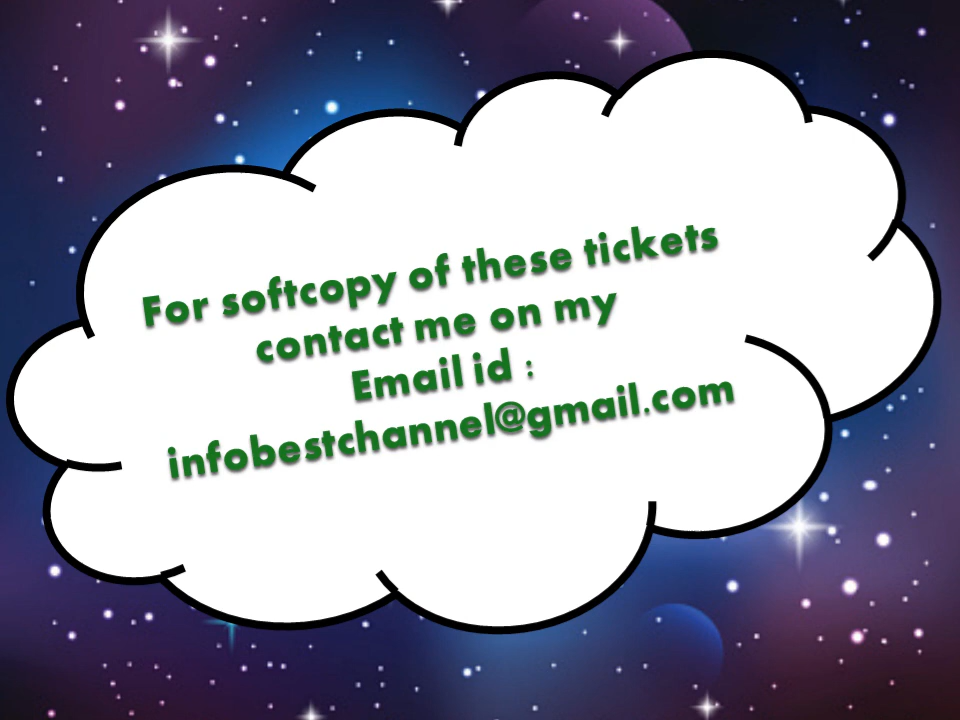 For softcopy of these tickets
contact me on my
Email id :
infobestchannel@gmail.com